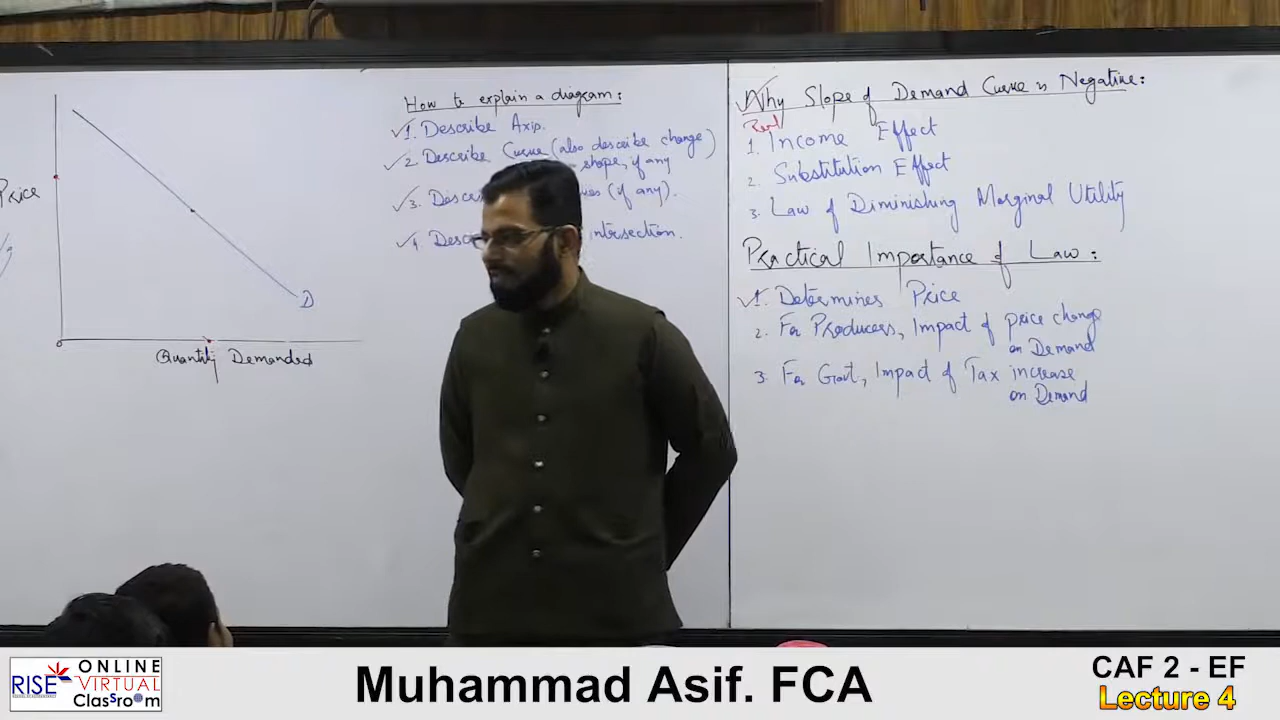 Price
D
0
Quantity Demanded
How to explain a diagram:
1. Describe Axis.
2. Describe Curve (also describe change)
shape, if any
3.
(if any).
4.
intrsection.
Why Slope of Demand Curve is Negative:
Real
1. Income Effect
2. Substitution Effect
3. Law of Diminishing Marginal Utility
Practical Importance of Law:
1. Determines Price
2. For Producers, Impact of price change
on Demand
3. For Govt, Impact of Tax increase
on Demand
RISE
ONLINE
VIRTUAL
Classroom
Muhammad Asif. FCA
CAF 2 - EF
Lecture 4